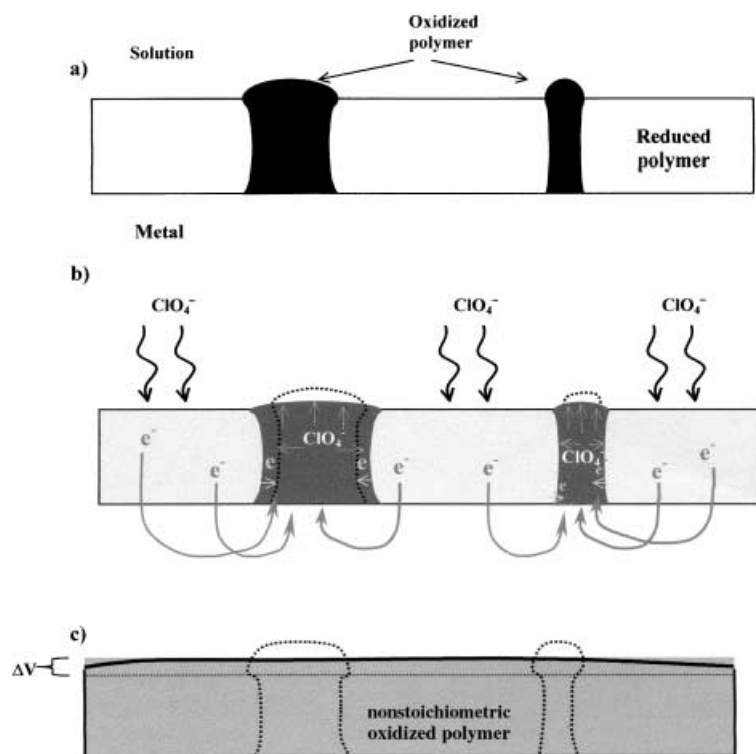 Oxidized
polymer
Solution
a)
Reduced
polymer
Metal
b)
ClO₄⁻ ClO₄⁻ ClO₄⁻
ClO₄⁻ ClO₄⁻
e⁻ e⁻
e e e
e⁻ e⁻ e⁻ e⁻
e
c)
ΔV
nonstoichiometric
oxidized polymer